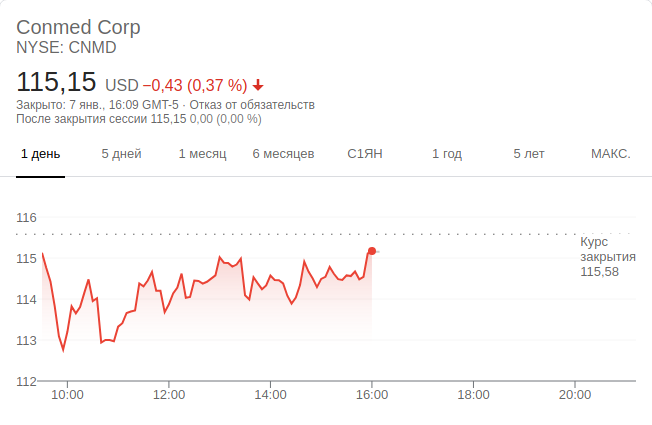 Conmed Corp
NYSE: CNMD
115,15 USD −0,43 (0,37 %)
Закрыто: 7 янв., 16:09 GMT-5 · Отказ от обязательств
После закрытия сессии 115,15 0,00 (0,00 %)
1 день 5 дней 1 месяц 6 месяцев С1ЯН 1 год 5 лет МАКС.
116
115
114
113
112
Курс
закрытия
115,58
10:00 12:00 14:00 16:00 18:00 20:00